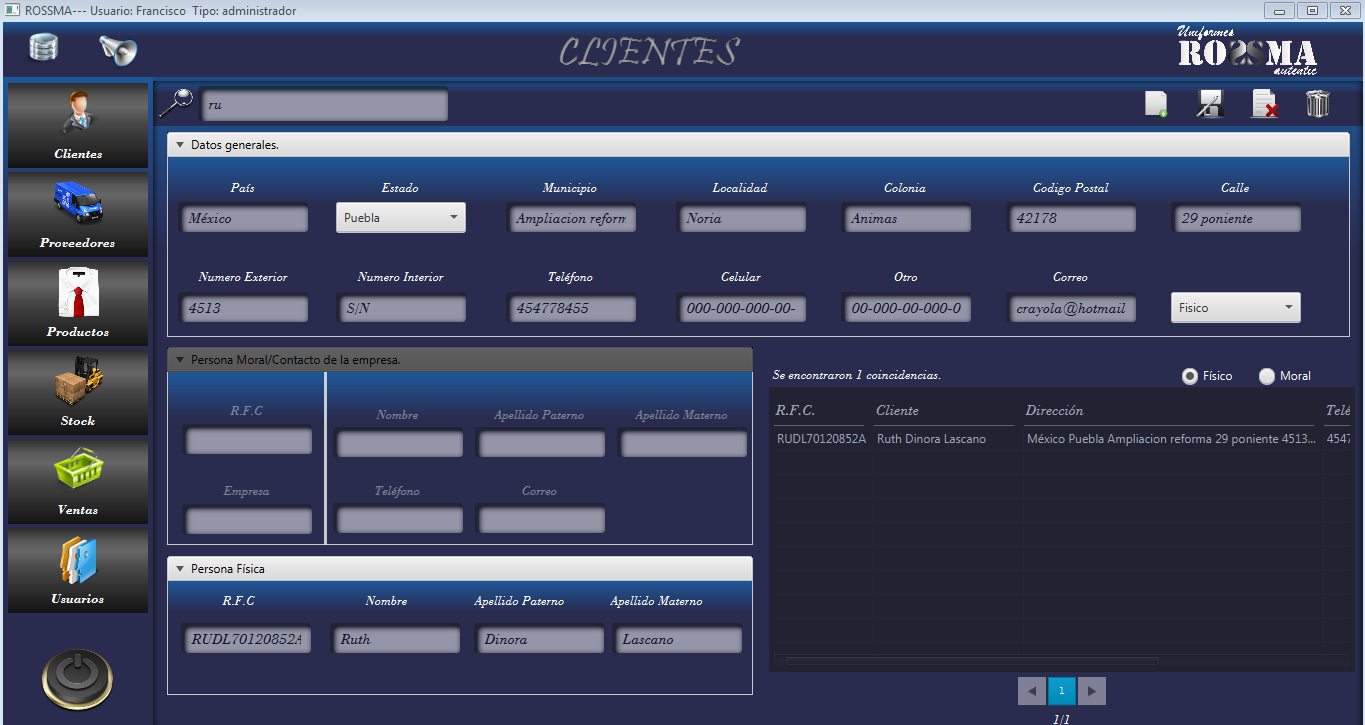 ROSSMA--- Usuario: Francisco Tipo: administrador
CLIENTES
Uniformes
ROSSMA
autentic
Clientes
Proveedores
Productos
Stock
Ventas
Usuarios
ru
Datos generales.
País Estado Municipio Localidad Colonia Codigo Postal Calle
México Puebla Ampliacion reform Noria Animas 42178 29 poniente
Numero Exterior Numero Interior Teléfono Celular Otro Correo
4513 S/N 454778455 000-000-000-00- 00-000-00-000-0 crayola@hotmail Fisico
Persona Moral/Contacto de la empresa.
R.F.C Nombre Apellido Paterno Apellido Materno
Empresa Teléfono Correo
Persona Física
R.F.C Nombre Apellido Paterno Apellido Materno
RUDL70120852A Ruth Dinora Lascano
Se encontraron 1 coincidencias. Físico Moral
R.F.C. Cliente Dirección Telé
RUDL70120852A Ruth Dinora Lascano México Puebla Ampliacion reforma 29 poniente 4513... 4547
1
1/1